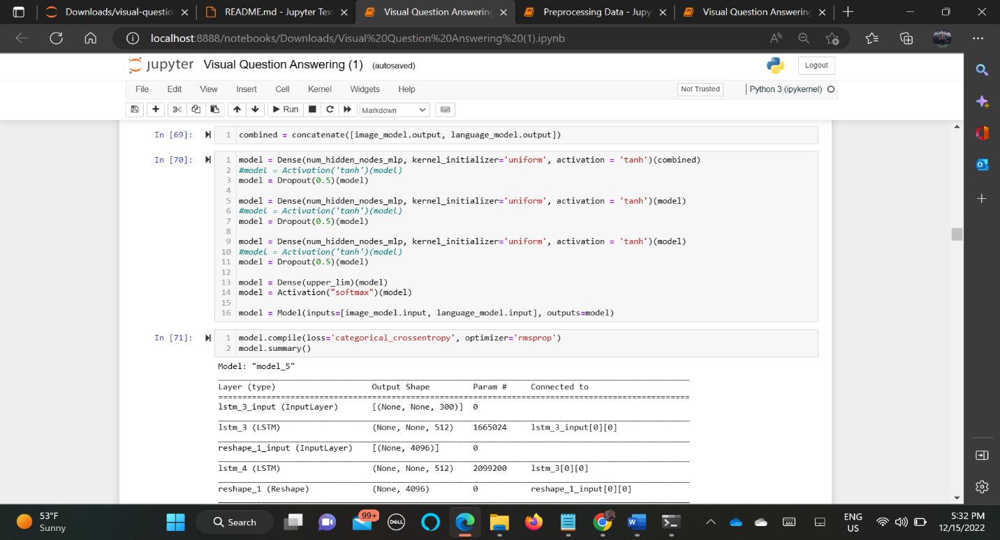 Downloads/visual-questio
README.md - Jupyter Tex
Visual Question Answering
Preprocessing Data - Jupy
Visual Question Answering
localhost:8888/notebooks/Downloads/Visual%20Question%20Answering%20(1).ipynb
jupyter Visual Question Answering (1) (autosaved)
Logout
File Edit View Insert Cell Kernel Widgets Help
Not Trusted
Python 3 (ipykernel)
Run
Markdown
In [69]:
1 combined = concatenate([image_model.output, language_model.output])
In [70]:
1 model = Dense(num_hidden_nodes_mlp, kernel_initializer='uniform', activation = 'tanh')(combined)
2 #model = Activation('tanh')(model)
3 model = Dropout(0.5)(model)
4
5 model = Dense(num_hidden_nodes_mlp, kernel_initializer='uniform', activation = 'tanh')(model)
6 #model = Activation('tanh')(model)
7 model = Dropout(0.5)(model)
8
9 model = Dense(num_hidden_nodes_mlp, kernel_initializer='uniform', activation = 'tanh')(model)
10 #model = Activation('tanh')(model)
11 model = Dropout(0.5)(model)
12
13 model = Dense(upper_lim)(model)
14 model = Activation("softmax")(model)
15
16 model = Model(inputs=[image_model.input, language_model.input], outputs=model)
In [71]:
1 model.compile(loss='categorical_crossentropy', optimizer='rmsprop')
2 model.summary()
Model: "model_5"
Layer (type) Output Shape Param # Connected to
lstm_3_input (InputLayer) [(None, None, 300)] 0
lstm_3 (LSTM) (None, None, 512) 1665024 lstm_3_input[0][0]
reshape_1_input (InputLayer) [(None, 4096)] 0
lstm_4 (LSTM) (None, None, 512) 2099200 lstm_3[0][0]
reshape_1 (Reshape) (None, 4096) 0 reshape_1_input[0][0]
53°F
Sunny
Search
99+
DELL
ENG
US
5:32 PM
12/15/2022